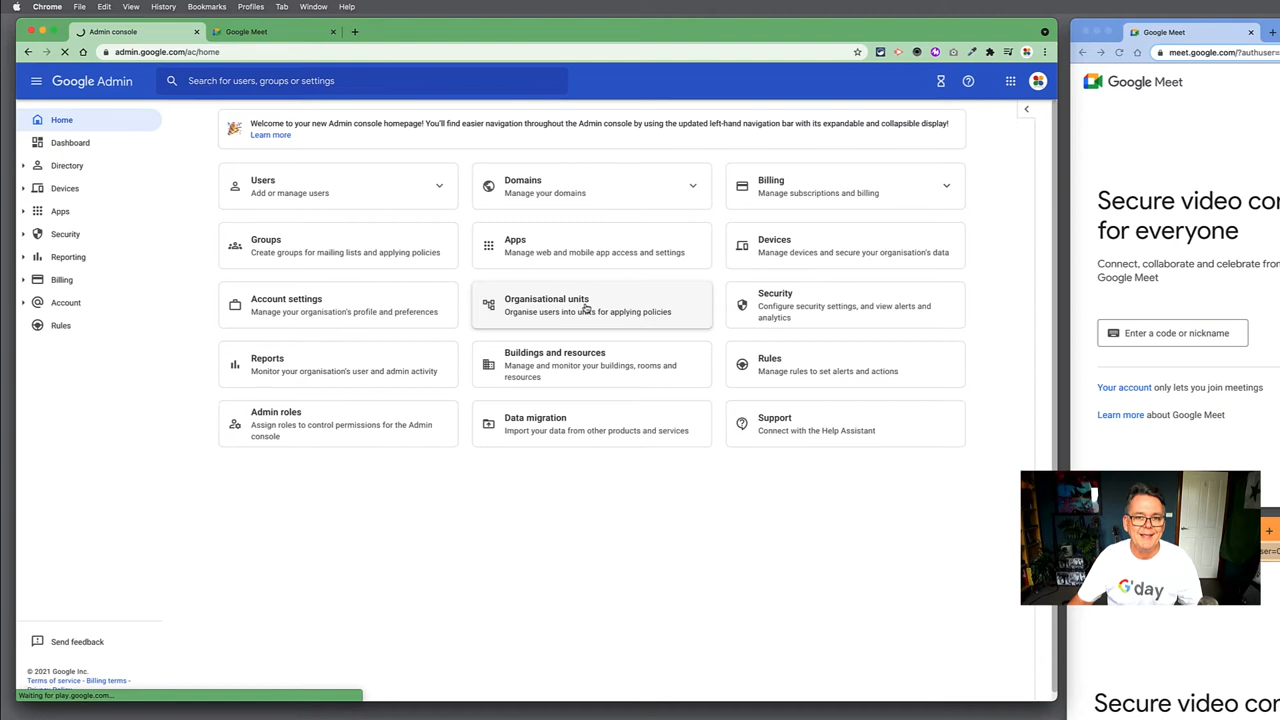 Chrome File Edit View History Bookmarks Profiles Tab Window Help
Admin console
Google Meet
admin.google.com/ac/home
Google Admin
Search for users, groups or settings
Home
Dashboard
Directory
Devices
Apps
Security
Reporting
Billing
Account
Rules
Welcome to your new Admin console homepage! You'll find easier navigation throughout the Admin console by using the updated left-hand navigation bar with its expandable and collapsible display!
Learn more
Users
Add or manage users
Domains
Manage your domains
Billing
Manage subscriptions and billing
Groups
Create groups for mailing lists and applying policies
Apps
Manage web and mobile app access and settings
Devices
Manage devices and secure your organisation's data
Account settings
Manage your organisation's profile and preferences
Organisational units
Organise users into units for applying policies
Security
Configure security settings, and view alerts and
analytics
Reports
Monitor your organisation's user and admin activity
Buildings and resources
Manage and monitor your buildings, rooms and
resources
Rules
Manage rules to set alerts and actions
Admin roles
Assign roles to control permissions for the Admin
console
Data migration
Import your data from other products and services
Support
Connect with the Help Assistant
Send feedback
© 2021 Google Inc.
Terms of service - Billing terms -
Waiting for play.google.com...
Google Meet
meet.google.com/?authuser=
Google Meet
Secure video con
for everyone
Connect, collaborate and celebrate from
Google Meet
Enter a code or nickname
Your account only lets you join meetings
Learn more about Google Meet
G'day
Secure video con